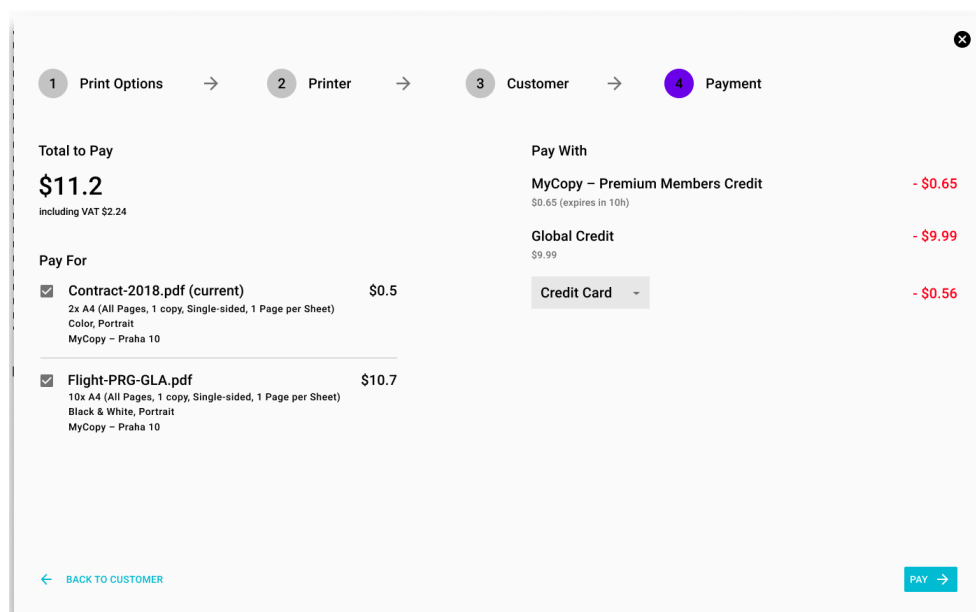 1 Print Options
2 Printer
3 Customer
4 Payment
Total to Pay
$11.2
including VAT $2.24
Pay For
Contract-2018.pdf (current) $0.5
2x A4 (All Pages, 1 copy, Single-sided, 1 Page per Sheet)
Color, Portrait
MyCopy – Praha 10
Flight-PRG-GLA.pdf $10.7
10x A4 (All Pages, 1 copy, Single-sided, 1 Page per Sheet)
Black & White, Portrait
MyCopy – Praha 10
Pay With
MyCopy – Premium Members Credit - $0.65
$0.65 (expires in 10h)
Global Credit - $9.99
$9.99
Credit Card - $0.56
BACK TO CUSTOMER
PAY